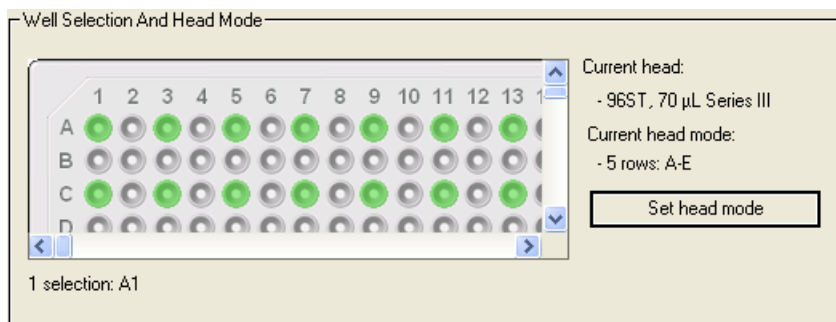 Well Selection And Head Mode
Current head:
1 2 3 4 5 6 7 8 9 10 11 12 13 1
- 96ST, 70 µL Series III
A
Current head mode:
B
- 5 rows: A-E
C
Set head mode
D
1 selection: A1